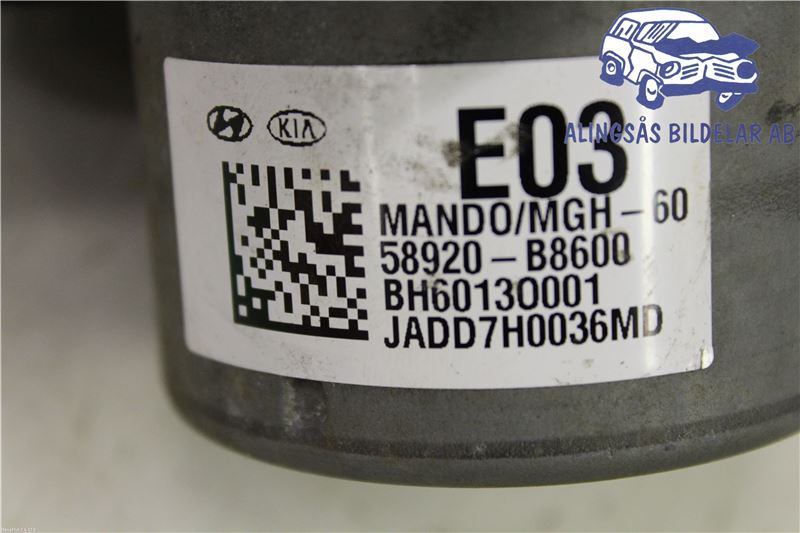 KIA
E03
ALINGSÅS BILDELAR AB
MANDO/MGH-60
58920-B8600
BH60130001
JADD7H0036MD